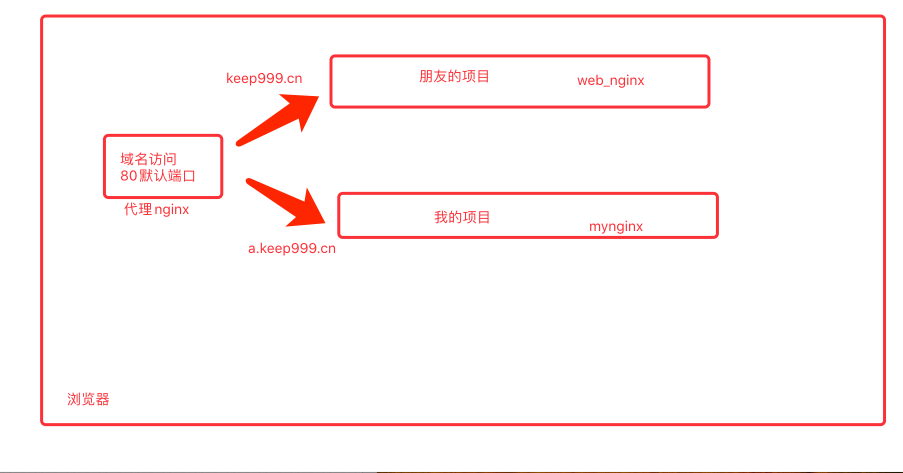 keep999.cn
朋友的项目
web_nginx
域名访问
80默认端口
代理nginx
我的项目
mynginx
a.keep999.cn
浏览器